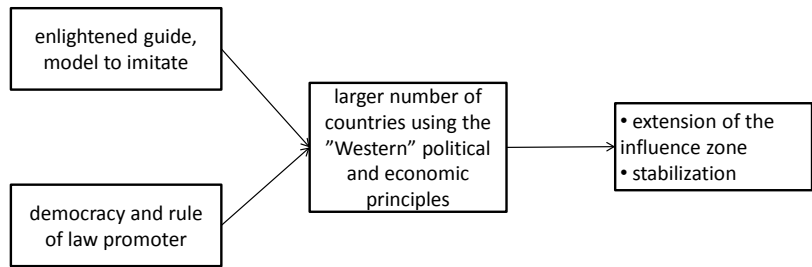 enlightened guide,
model to imitate
democracy and rule
of law promoter
larger number of
countries using the
”Western” political
and economic
principles
• extension of the
influence zone
• stabilization